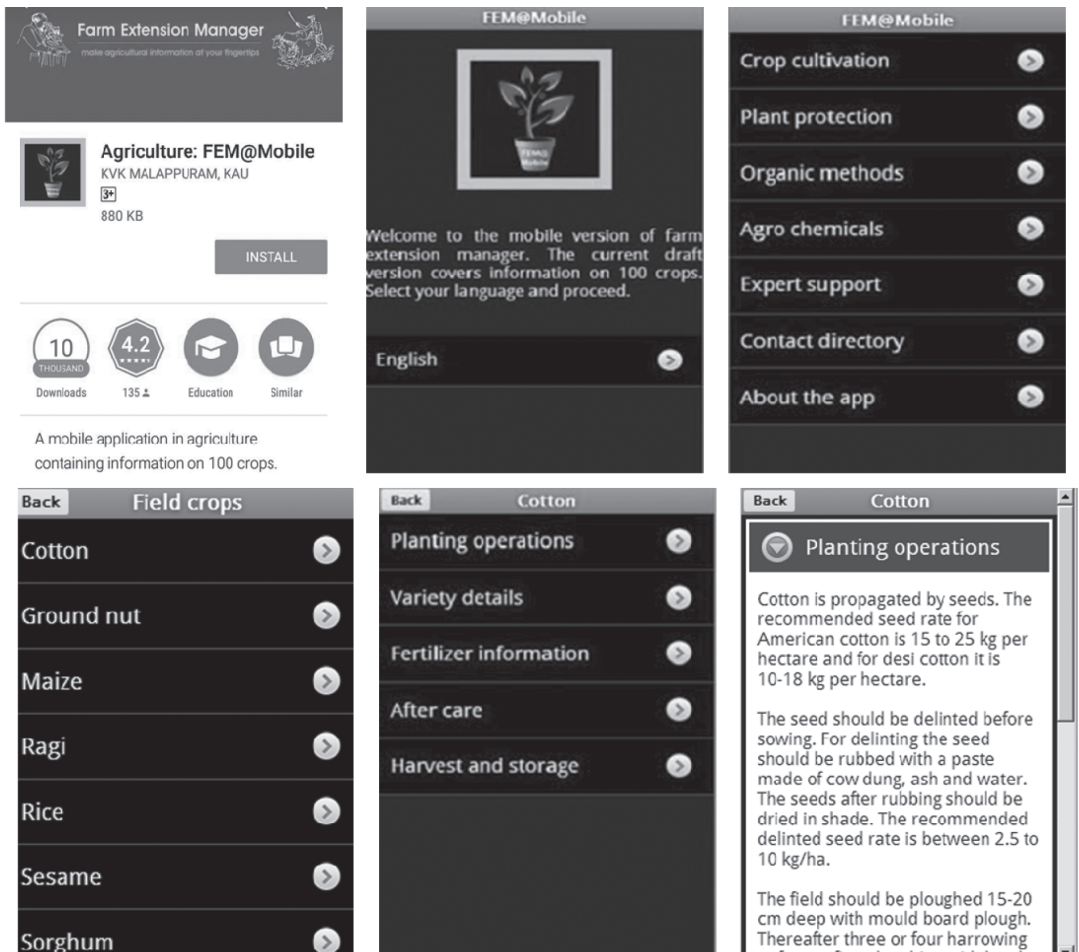 Farm Extension Manager
make agricultural information at your fingertips
Agriculture: FEM@Mobile
KVK MALAPPURAM, KAU
3+
880 KB
INSTALL
10
THOUSAND
Downloads
4.2
135
Education
Similar
A mobile application in agriculture
containing information on 100 crops.
FEM@Mobile
FEM@
Mobile
Welcome to the mobile version of farm
extension manager. The current draft
version covers information on 100 crops.
Select your language and proceed.
English
FEM@Mobile
Crop cultivation
Plant protection
Organic methods
Agro chemicals
Expert support
Contact directory
About the app
Back
Field crops
Cotton
Ground nut
Maize
Ragi
Rice
Sesame
Sorghum
Back
Cotton
Planting operations
Variety details
Fertilizer information
After care
Harvest and storage
Back
Cotton
Planting operations
Cotton is propagated by seeds. The
recommended seed rate for
American cotton is 15 to 25 kg per
hectare and for desi cotton it is
10-18 kg per hectare.
The seed should be delinted before
sowing. For delinting the seed
should be rubbed with a paste
made of cow dung, ash and water.
The seeds after rubbing should be
dried in shade. The recommended
delinted seed rate is between 2.5 to
10 kg/ha.
The field should be ploughed 15-20
cm deep with mould board plough.
Thereafter three or four harrowing